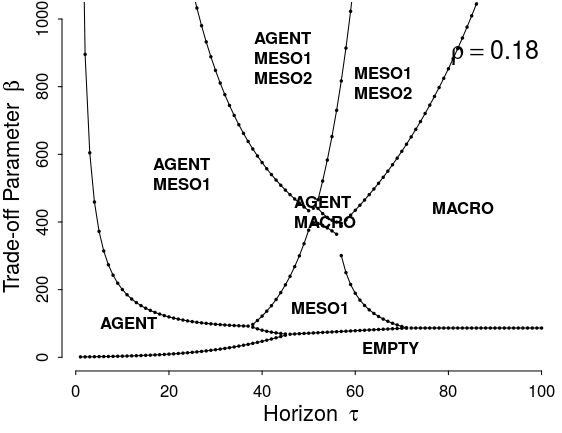 1000
800
600
400
200
0
Trade-off Parameter β
AGENT
MESO1
MESO2
MESO1
MESO2
ρ = 0.18
AGENT
MESO1
AGENT
MACRO
MACRO
MESO1
AGENT
EMPTY
0 20 40 60 80 100
Horizon τ